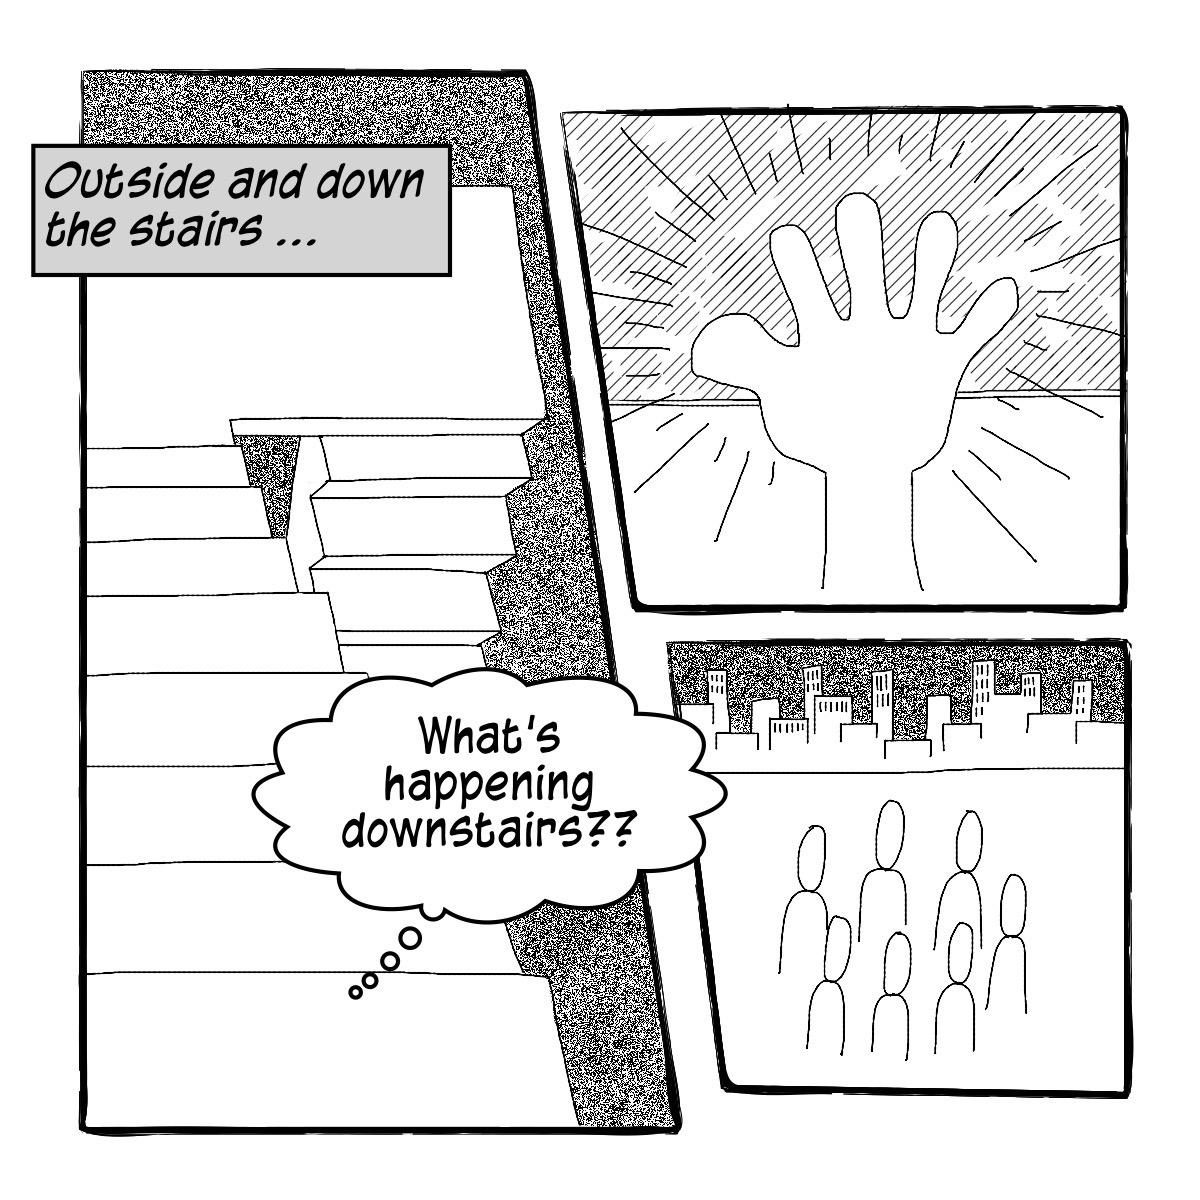 Outside and down
the stairs ...
What's
happening
downstairs??